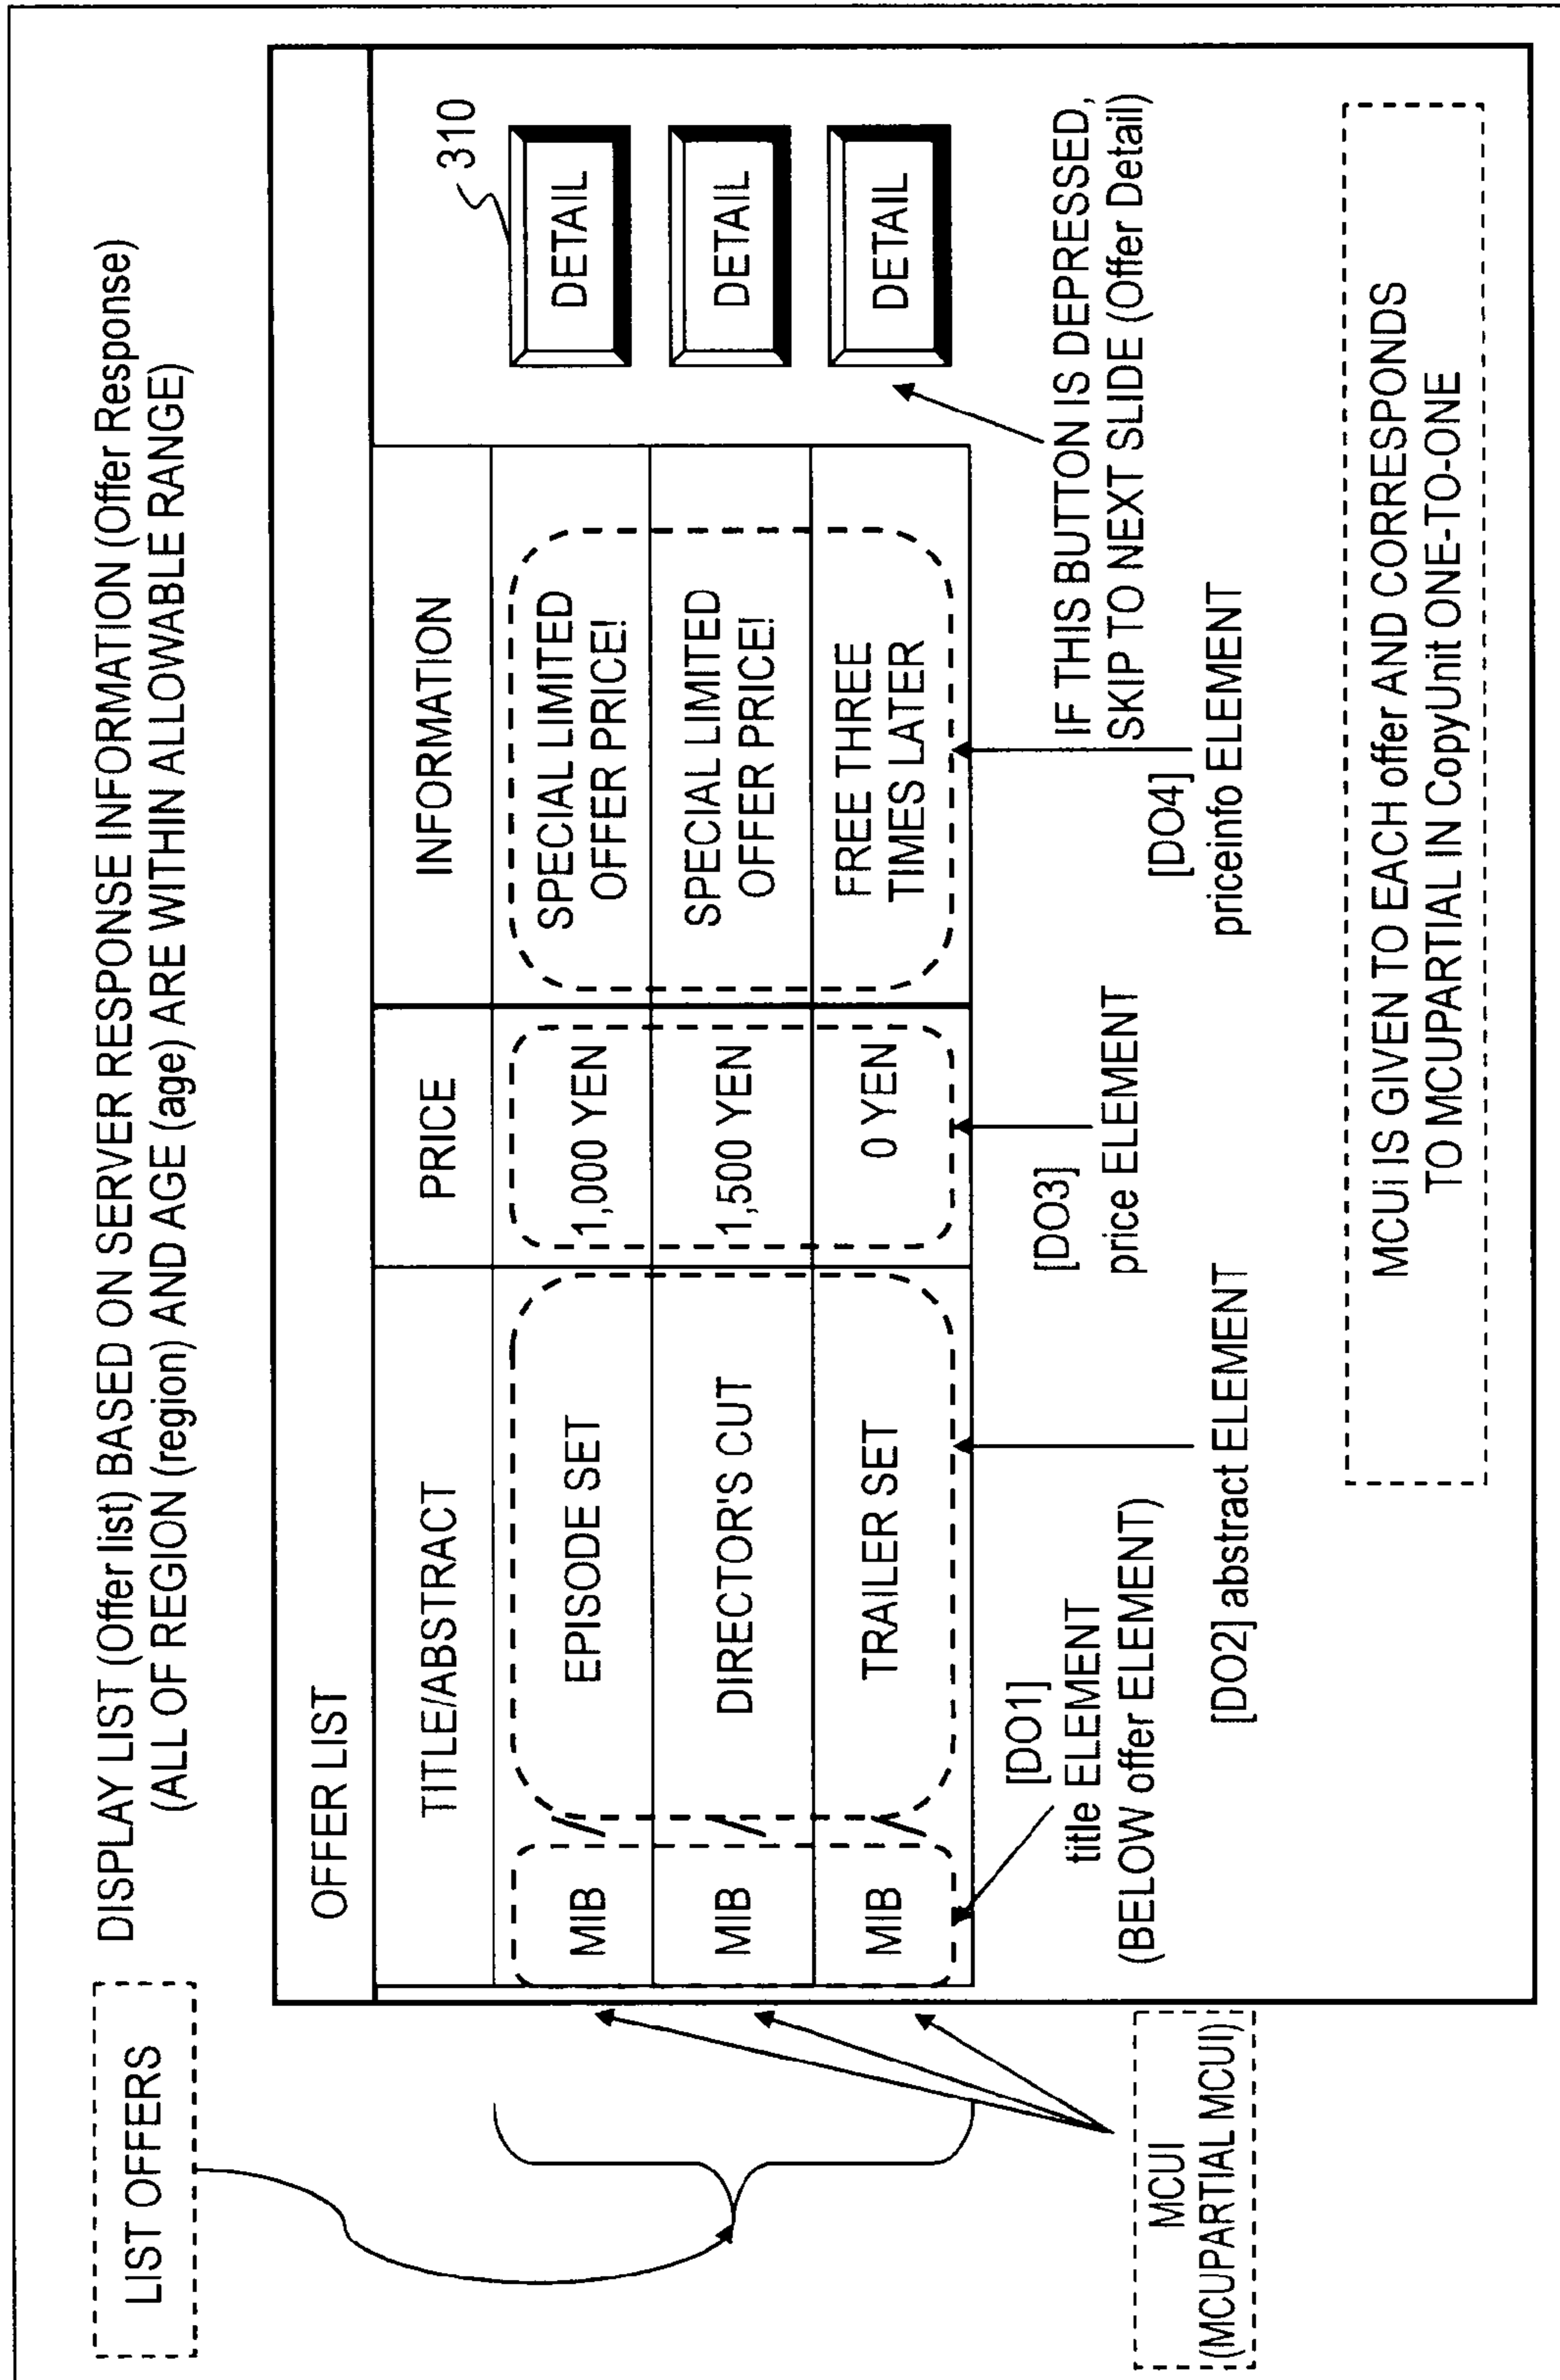 DISPLAY LIST (Offer list) BASED ON SERVER RESPONSE INFORMATION (Offer Response)
(ALL OF REGION (region) AND AGE (age) ARE WITHIN ALLOWABLE RANGE)
LIST OFFERS
OFFER LIST
TITLE/ABSTRACT
PRICE
INFORMATION
310
MIB / EPISODE SET
1,000 YEN
SPECIAL LIMITED
OFFER PRICE!
DETAIL
MIB / DIRECTOR'S CUT
1,500 YEN
SPECIAL LIMITED
OFFER PRICE!
DETAIL
MIB / TRAILER SET
0 YEN
FREE THREE
TIMES LATER
DETAIL
[DO1]
title ELEMENT
(BELOW offer ELEMENT)
[DO2] abstract ELEMENT
[DO3]
price ELEMENT
[DO4]
priceinfo ELEMENT
IF THIS BUTTON IS DEPRESSED,
SKIP TO NEXT SLIDE (Offer Detail)
MCUI
(MCUPARTIAL MCUI)
MCUi IS GIVEN TO EACH offer AND CORRESPONDS
TO MCUPARTIAL IN CopyUnit ONE-TO-ONE